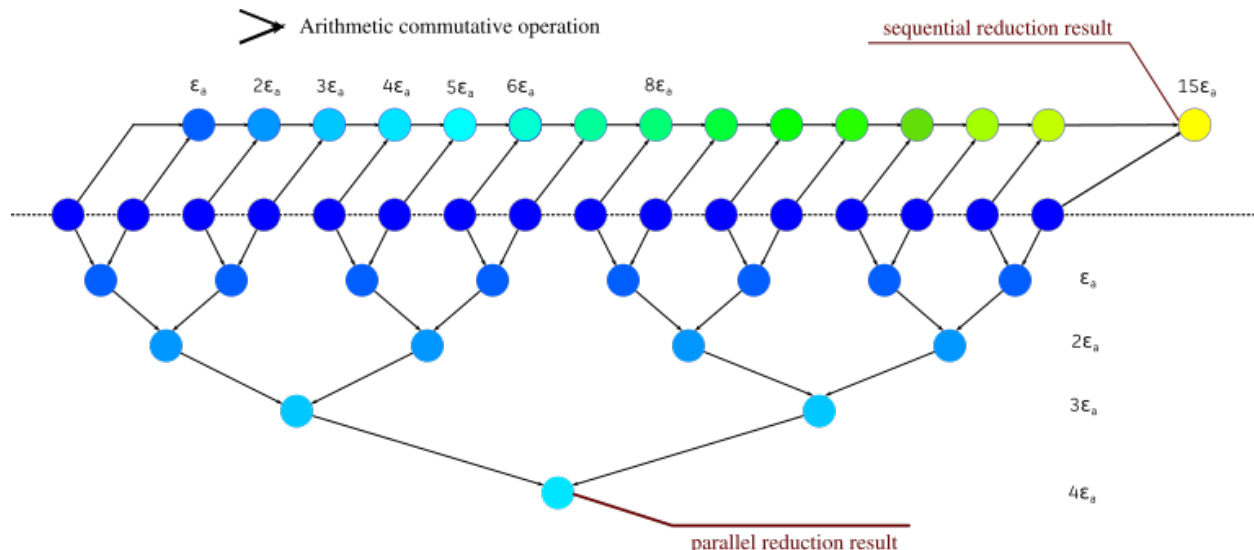 Arithmetic commutative operation
sequential reduction result
εₐ 2εₐ 3εₐ 4εₐ 5εₐ 6εₐ 8εₐ 15εₐ
εₐ
2εₐ
3εₐ
4εₐ
parallel reduction result